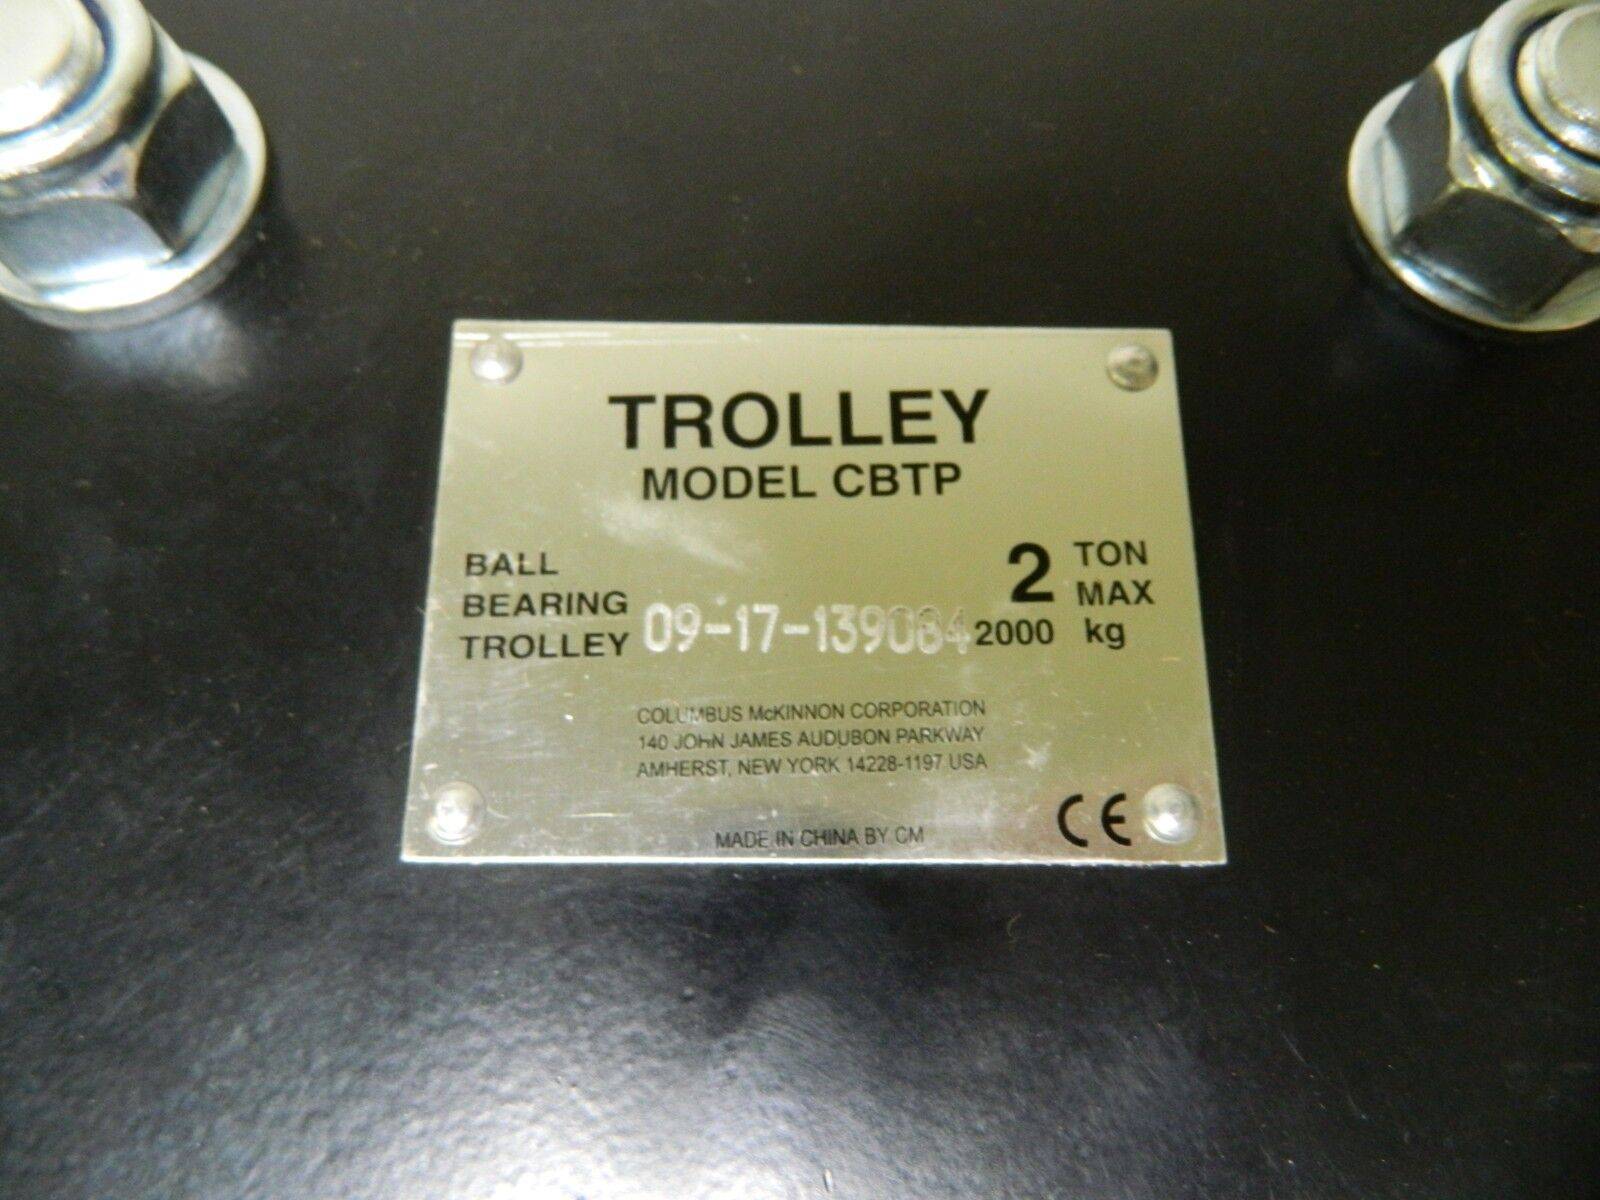 TROLLEY
MODEL CBTP
BALL
BEARING
TROLLEY
09-17-139084
2 TON
MAX
2000 kg
COLUMBUS McKINNON CORPORATION
140 JOHN JAMES AUDUBON PARKWAY
AMHERST, NEW YORK 14228-1197 USA
MADE IN CHINA BY CM
CE